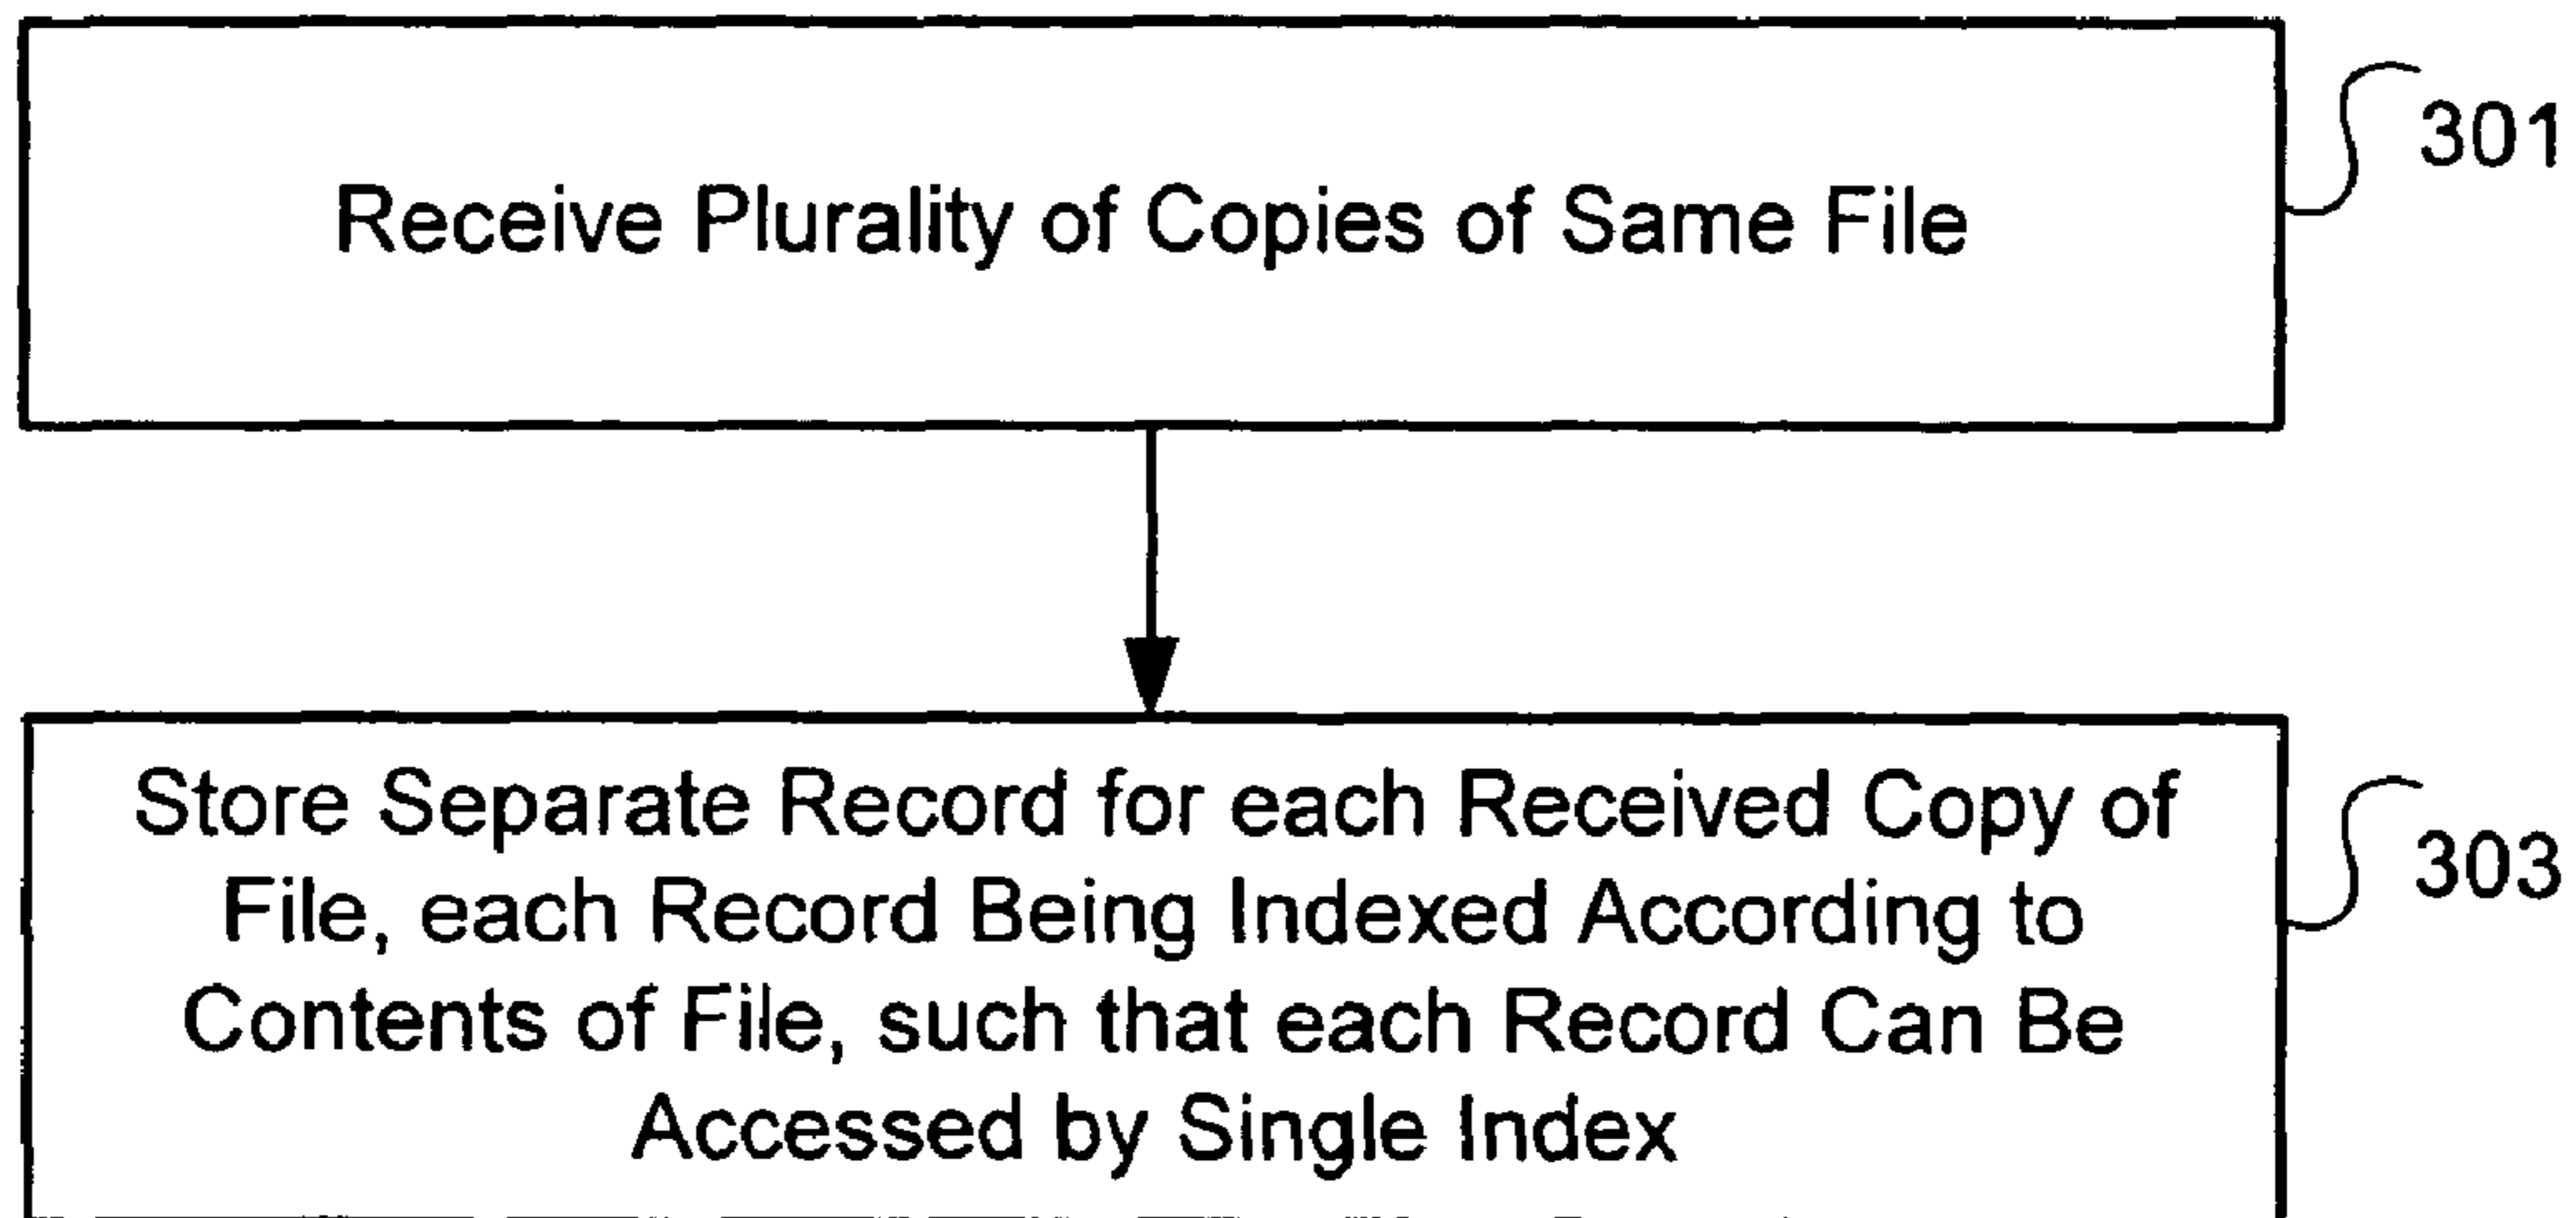 301
Receive Plurality of Copies of Same File
Store Separate Record for each Received Copy of
File, each Record Being Indexed According to
Contents of File, such that each Record Can Be
Accessed by Single Index
303